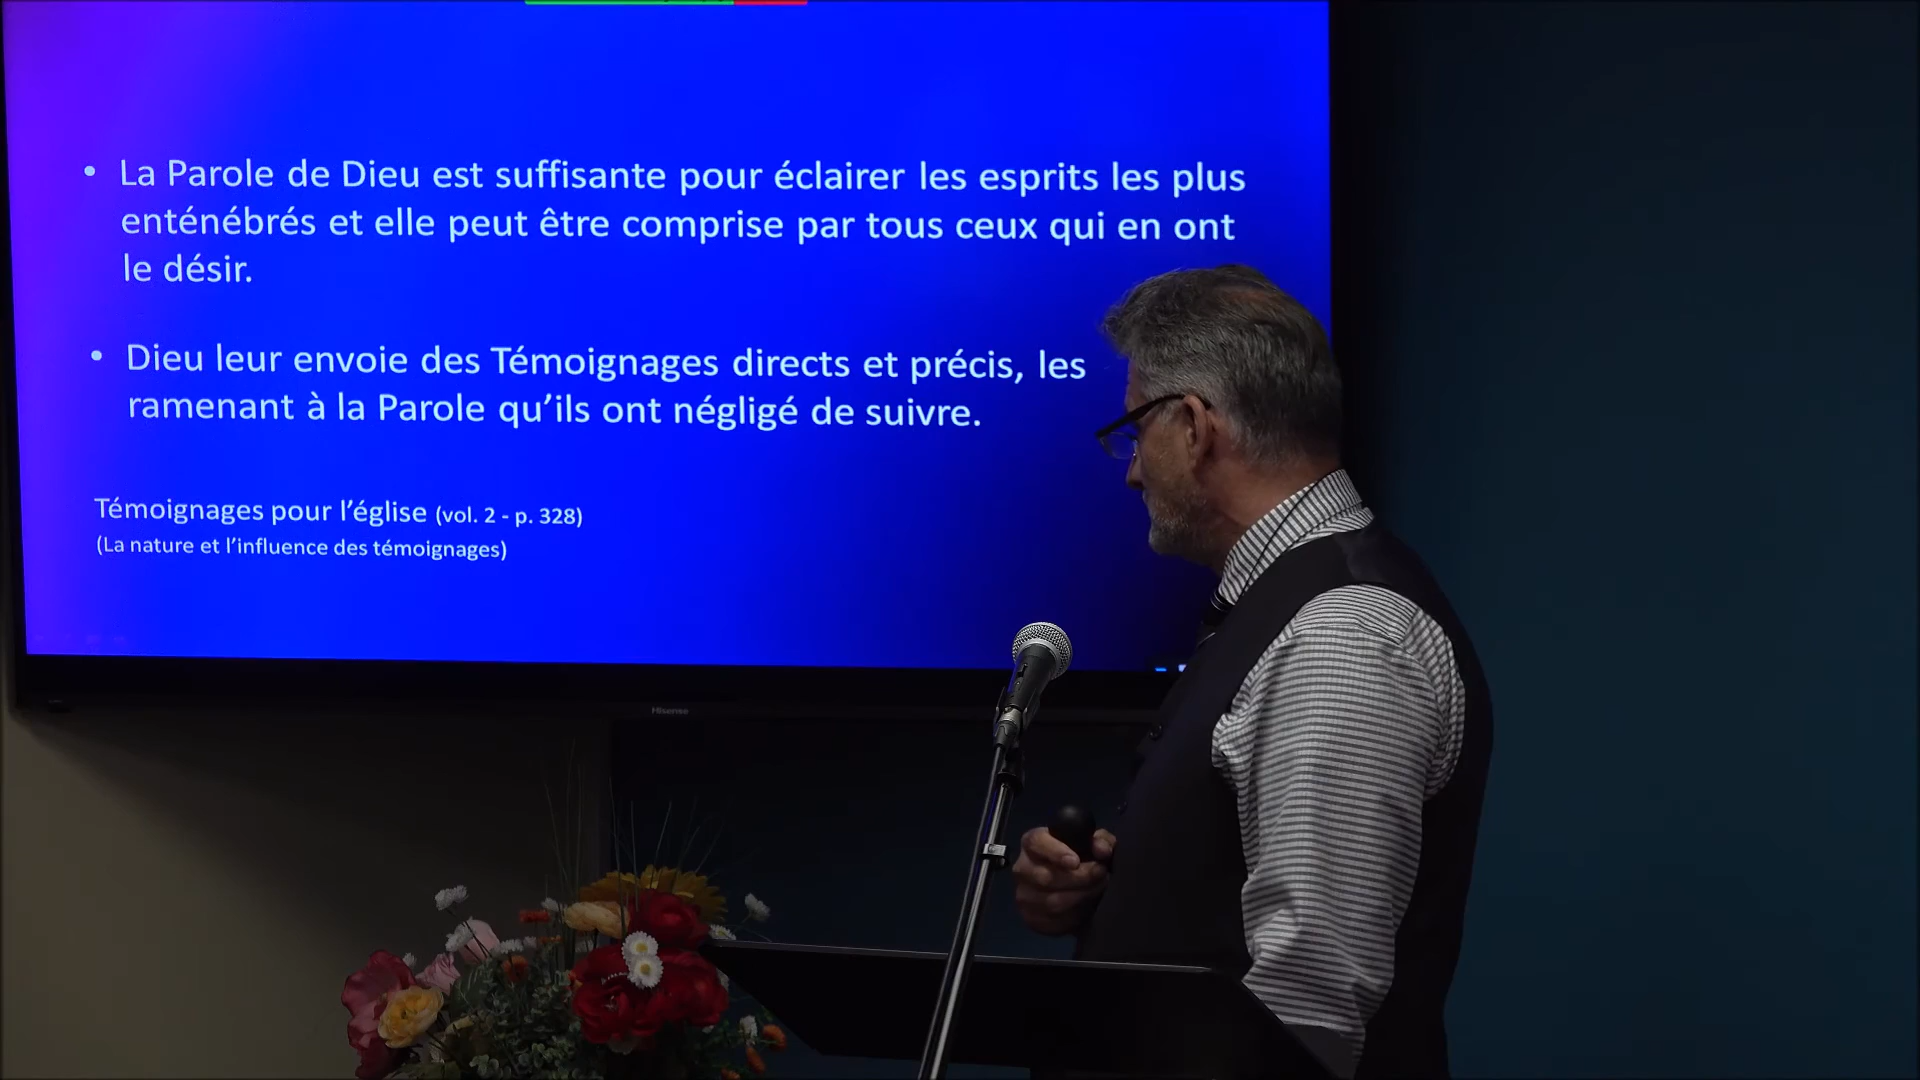 • La Parole de Dieu est suffisante pour éclairer les esprits les plus
enténébrés et elle peut être comprise par tous ceux qui en ont
le désir.
• Dieu leur envoie des Témoignages directs et précis, les
ramenant à la Parole qu’ils ont négligé de suivre.
Témoignages pour l’église (vol. 2 - p. 328)
(La nature et l’influence des témoignages)
Hisense